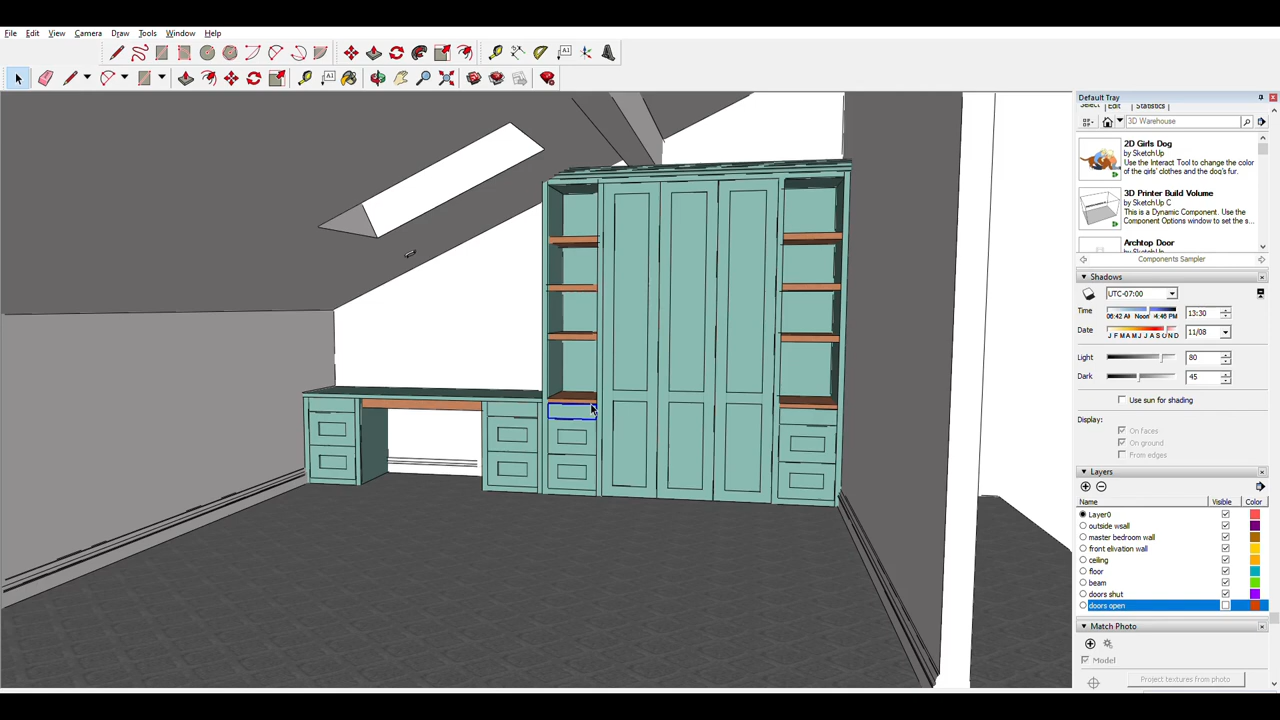 File Edit View Camera Draw Tools Window Help
Default Tray
Select Edit Statistics
3D Warehouse
2D Girls Dog
by SketchUp
Use the Interact Tool to change the color
of the girls' clothes and the dog's fur.
3D Printer Build Volume
by SketchUp C
This is a Dynamic Component. Use the
Component Options window to set the s...
Archtop Door
Components Sampler
Shadows
UTC-07:00
Time 06:42 AM Noon 4:46 PM 13:30
Date J F M A M J J A S O N D 11/08
Light 80
Dark 45
Use sun for shading
Display:
On faces
On ground
From edges
Layers
Name Visible Color
Layer0
outside wsall
master bedroom wall
front elivation wall
ceiling
floor
beam
doors shut
doors open
Match Photo
Model
Project textures from photo